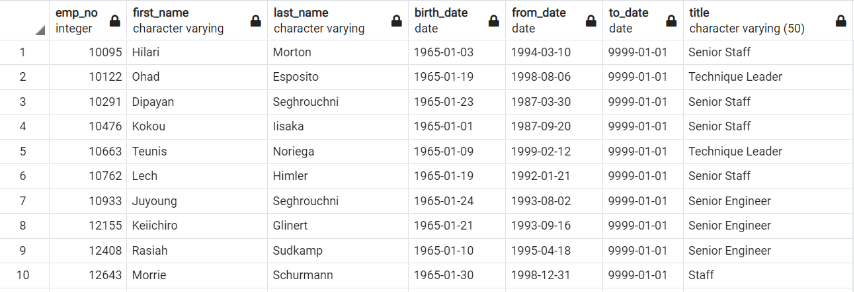 emp_no first_name last_name birth_date from_date to_date title
integer character varying character varying date date date character varying (50)
1 10095 Hilari Morton 1965-01-03 1994-03-10 9999-01-01 Senior Staff
2 10122 Ohad Esposito 1965-01-19 1998-08-06 9999-01-01 Technique Leader
3 10291 Dipayan Seghrouchni 1965-01-23 1987-03-30 9999-01-01 Senior Staff
4 10476 Kokou Iisaka 1965-01-01 1987-09-20 9999-01-01 Senior Staff
5 10663 Teunis Noriega 1965-01-09 1999-02-12 9999-01-01 Technique Leader
6 10762 Lech Himler 1965-01-19 1992-01-21 9999-01-01 Senior Staff
7 10933 Juyoung Seghrouchni 1965-01-24 1993-08-02 9999-01-01 Senior Engineer
8 12155 Keiichiro Glinert 1965-01-21 1993-09-16 9999-01-01 Senior Engineer
9 12408 Rasiah Sudkamp 1965-01-10 1995-04-18 9999-01-01 Senior Engineer
10 12643 Morrie Schurmann 1965-01-30 1998-12-31 9999-01-01 Staff